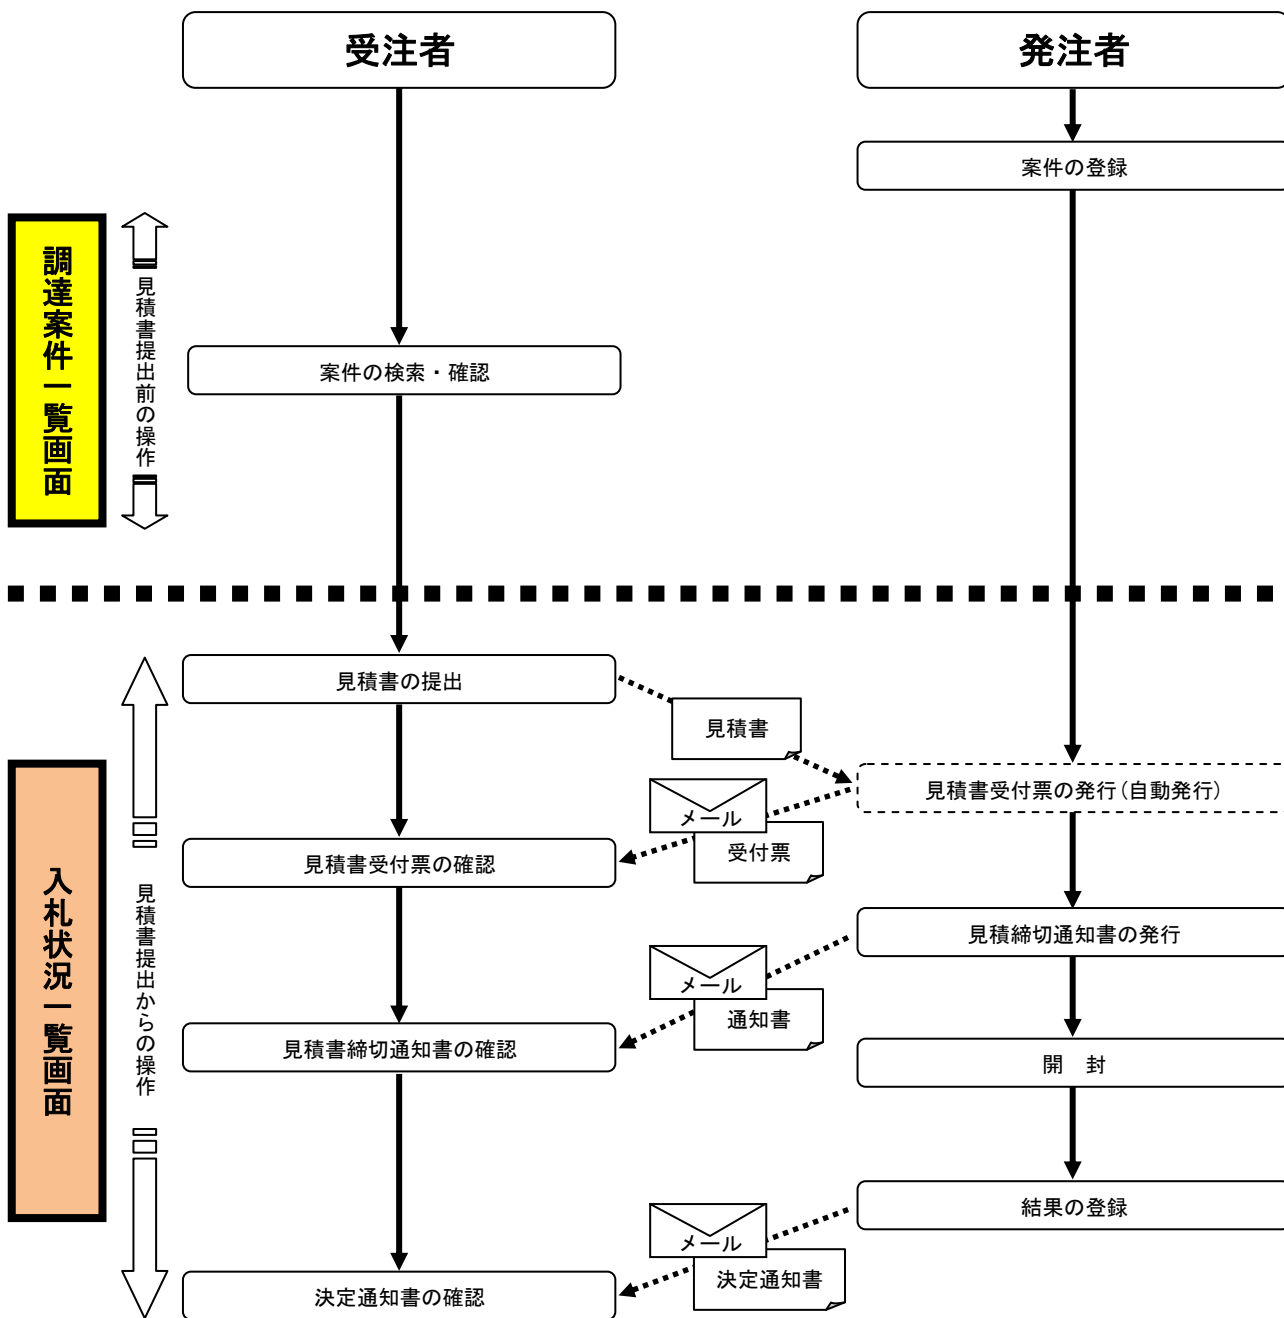 受注者
発注者
案件の登録
調達案件一覧画面
見積書提出前の操作
案件の検索・確認
見積書の提出
見積書
見積書受付票の発行(自動発行)
メール
受付票
見積書受付票の確認
入札状況一覧画面
見積書提出からの操作
見積締切通知書の発行
メール
通知書
見積書締切通知書の確認
開　封
結果の登録
メール
決定通知書
決定通知書の確認